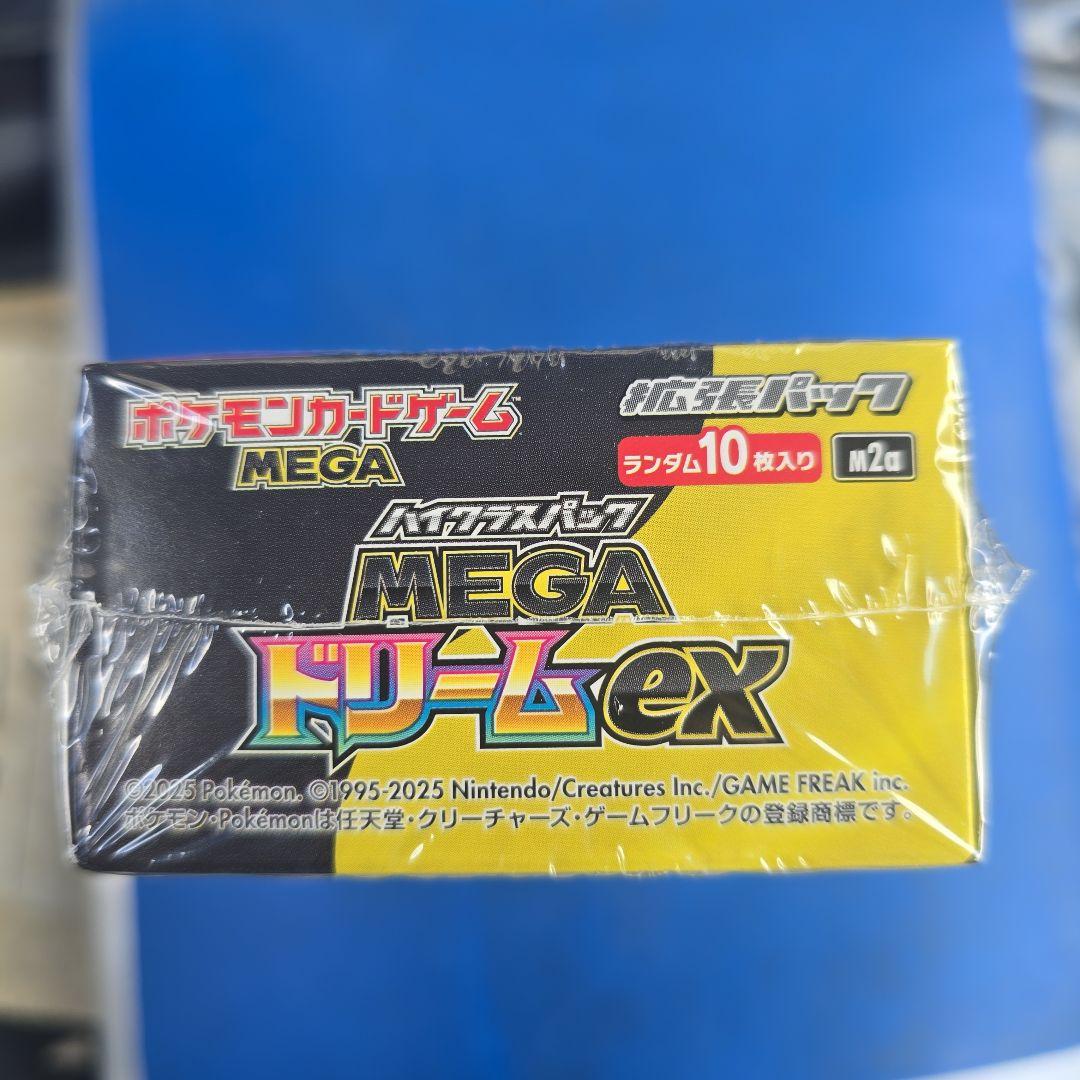 ポケモンカードゲーム™
MEGA
拡張パック
ランダム10枚入り
M2a
ハイクラスパック
MEGA
ドリームex
©2025 Pokémon. ©1995-2025 Nintendo/Creatures Inc./GAME FREAK inc.
ポケモン・Pokémonは任天堂・クリーチャーズ・ゲームフリークの登録商標です。